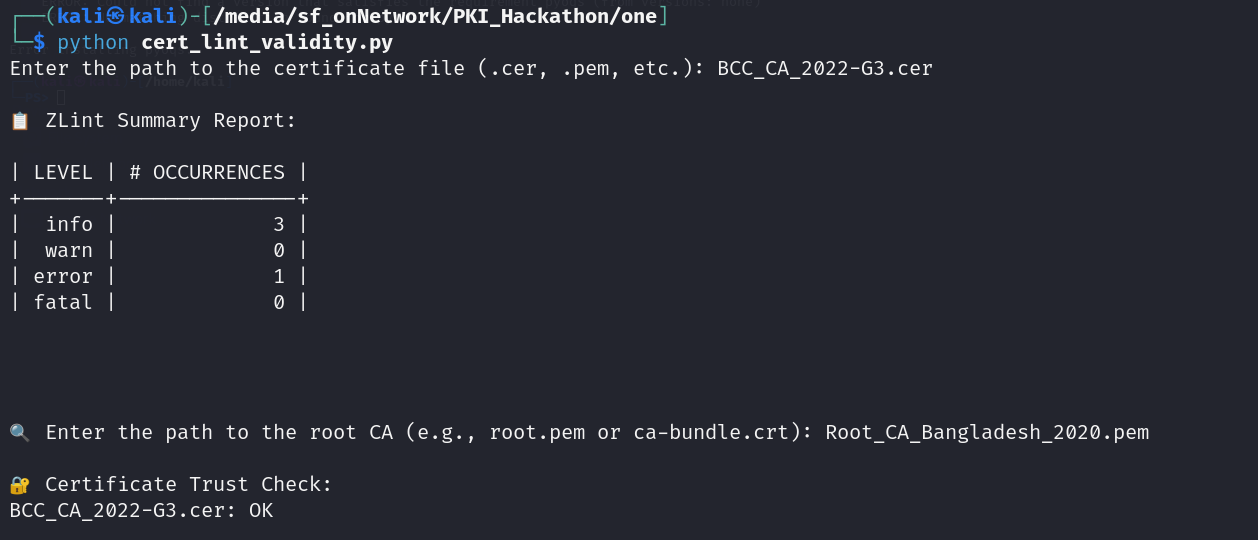 ┌──(kali㉿kali)-[/media/sf_onNetwork/PKI_Hackathon/one]
└─$ python cert_lint_validity.py
Enter the path to the certificate file (.cer, .pem, etc.): BCC_CA_2022-G3.cer
📋 ZLint Summary Report:
| LEVEL | # OCCURRENCES |
+-------+---------------+
|  info |             3 |
|  warn |             0 |
| error |             1 |
| fatal |             0 |
🔍 Enter the path to the root CA (e.g., root.pem or ca-bundle.crt): Root_CA_Bangladesh_2020.pem
🔐 Certificate Trust Check:
BCC_CA_2022-G3.cer: OK